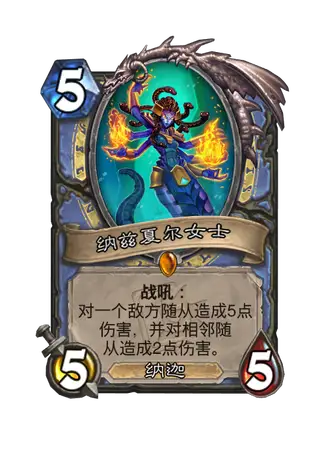 5
纳兹夏尔女士
战吼：
对一个敌方随从造成5点
伤害，并对相邻随
从造成2点伤害。
5
纳迦
5